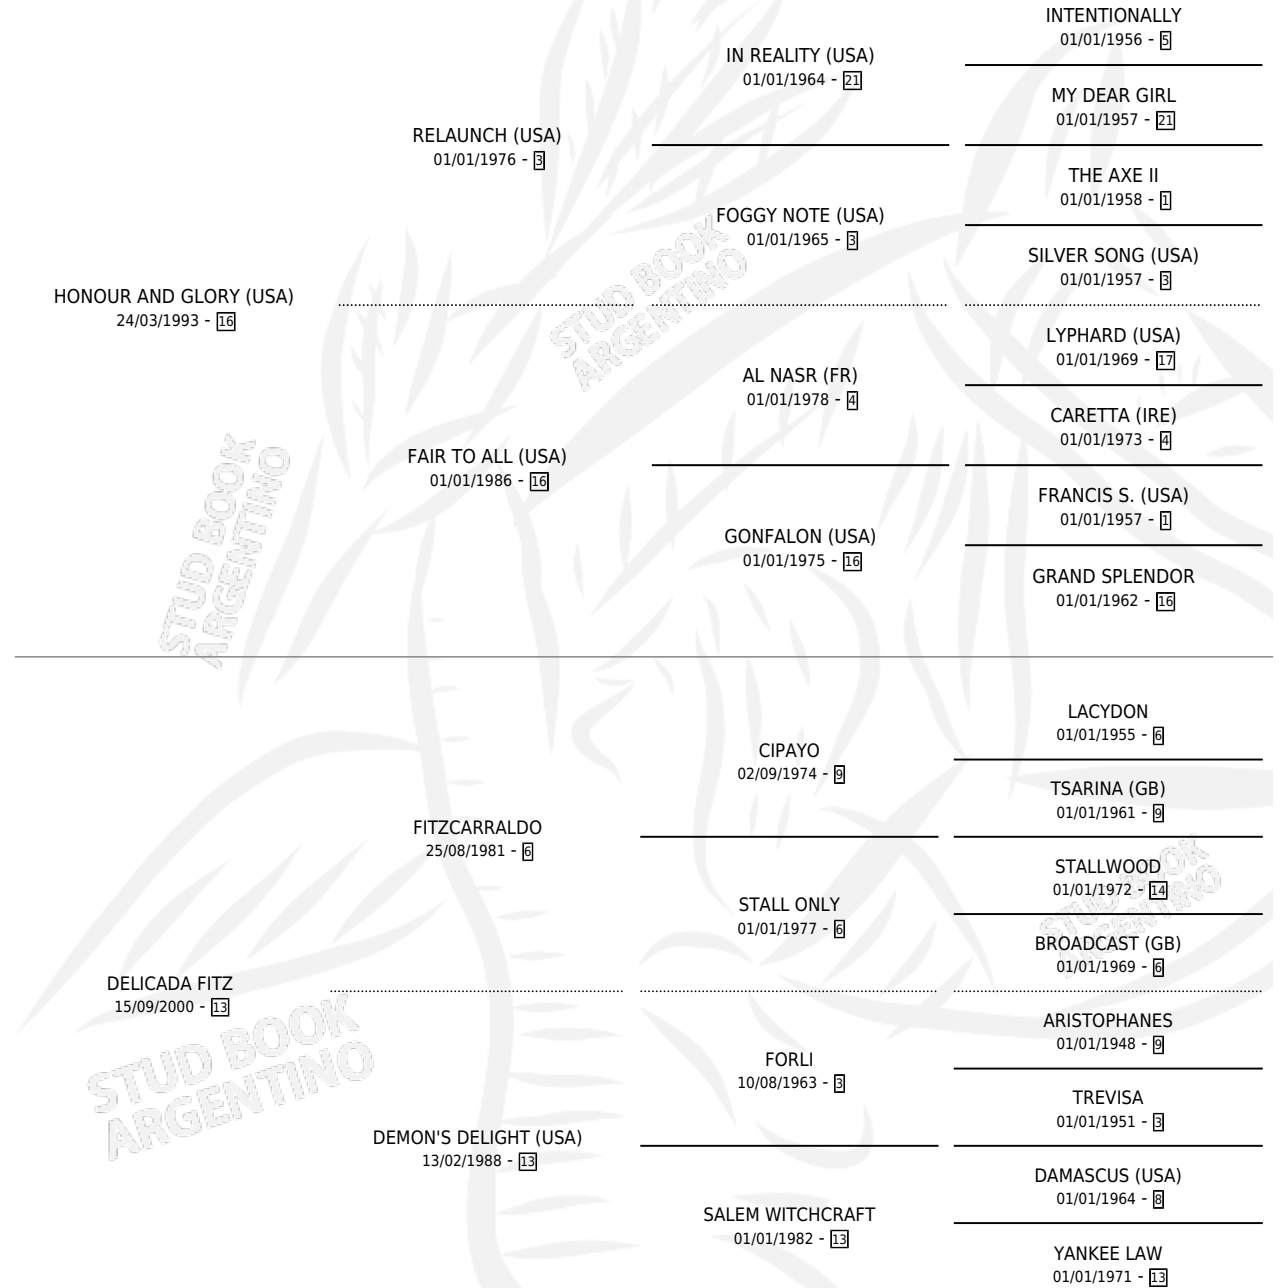 INTENTIONALLY
01/01/1956 - 5
IN REALITY (USA)
01/01/1964 - 21
MY DEAR GIRL
01/01/1957 - 21
RELAUNCH (USA)
01/01/1976 - 3
THE AXE II
01/01/1958 - 1
FOGGY NOTE (USA)
01/01/1965 - 3
SILVER SONG (USA)
01/01/1957 - 3
HONOUR AND GLORY (USA)
24/03/1993 - 16
LYPHARD (USA)
01/01/1969 - 17
AL NASR (FR)
01/01/1978 - 4
CARETTA (IRE)
01/01/1973 - 4
FAIR TO ALL (USA)
01/01/1986 - 16
FRANCIS S. (USA)
01/01/1957 - 1
GONFALON (USA)
01/01/1975 - 16
GRAND SPLENDOR
01/01/1962 - 16
LACYDON
01/01/1955 - 6
CIPAYO
02/09/1974 - 9
TSARINA (GB)
01/01/1961 - 9
FITZCARRALDO
25/08/1981 - 6
STALLWOOD
01/01/1972 - 14
STALL ONLY
01/01/1977 - 6
BROADCAST (GB)
01/01/1969 - 6
DELICADA FITZ
15/09/2000 - 13
ARISTOPHANES
01/01/1948 - 9
FORLI
10/08/1963 - 3
TREVISA
01/01/1951 - 3
DEMON'S DELIGHT (USA)
13/02/1988 - 13
DAMASCUS (USA)
01/01/1964 - 8
SALEM WITCHCRAFT
01/01/1982 - 13
YANKEE LAW
01/01/1971 - 13
STUD BOOK
ARGENTINO
STUD BOOK
ARGENTINO
STUD BOOK
ARGENTINO
STUD BOOK
ARGENTINO